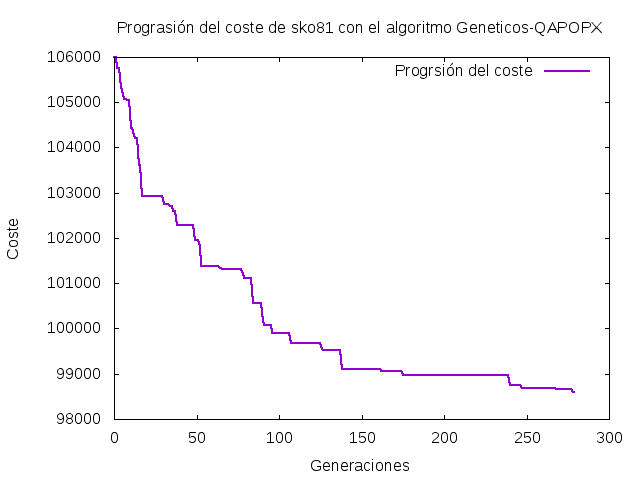 Prograsión del coste de sko81 con el algoritmo Geneticos-QAPOPX
Progrsión del coste
106000
105000
104000
103000
102000
101000
100000
99000
98000
Coste
0 50 100 150 200 250 300
Generaciones